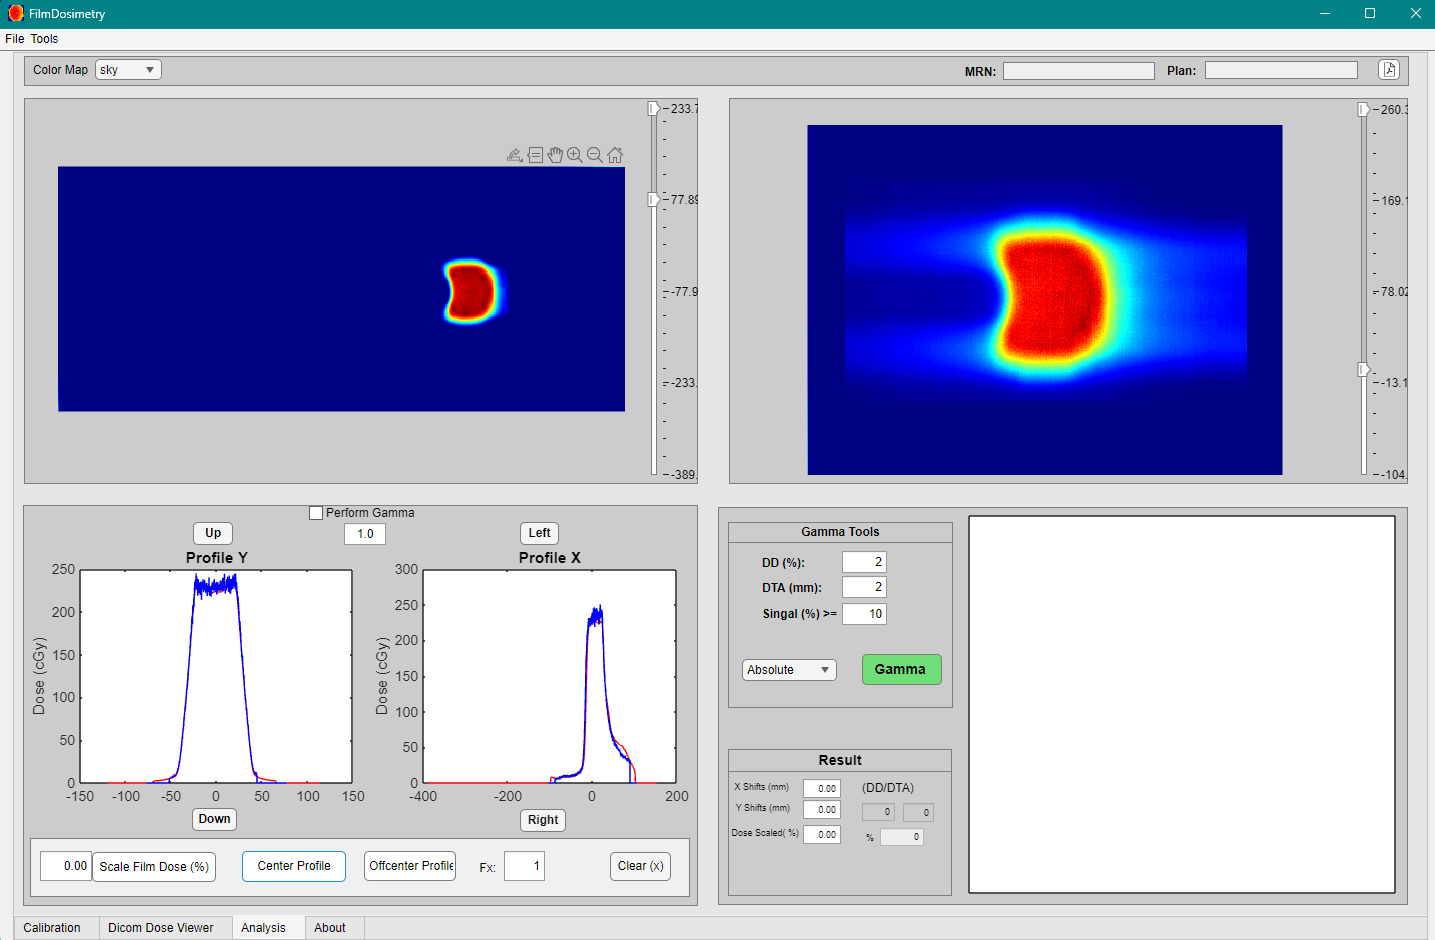 FilmDosimetry
File Tools
Color Map sky MRN: Plan:
233.7
77.89
-77.9
-233.
-389.
260.3
169.1
78.02
-13.1
-104.
Perform Gamma
Up 1.0 Left
Profile Y
250
200
150
100
50
0
Dose (cGy)
-150 -100 -50 0 50 100 150
Down
Profile X
300
250
200
150
100
50
0
Dose (cGy)
-400 -200 0 200
Right
0.00 Scale Film Dose (%) Center Profile Offcenter Profile Fx: 1 Clear (x)
Gamma Tools
DD (%): 2
DTA (mm): 2
Singal (%) >= 10
Absolute Gamma
Result
X Shifts (mm) 0.00 (DD/DTA)
Y Shifts (mm) 0.00 0 0
Dose Scaled( %) 0.00 % 0
Calibration Dicom Dose Viewer Analysis About